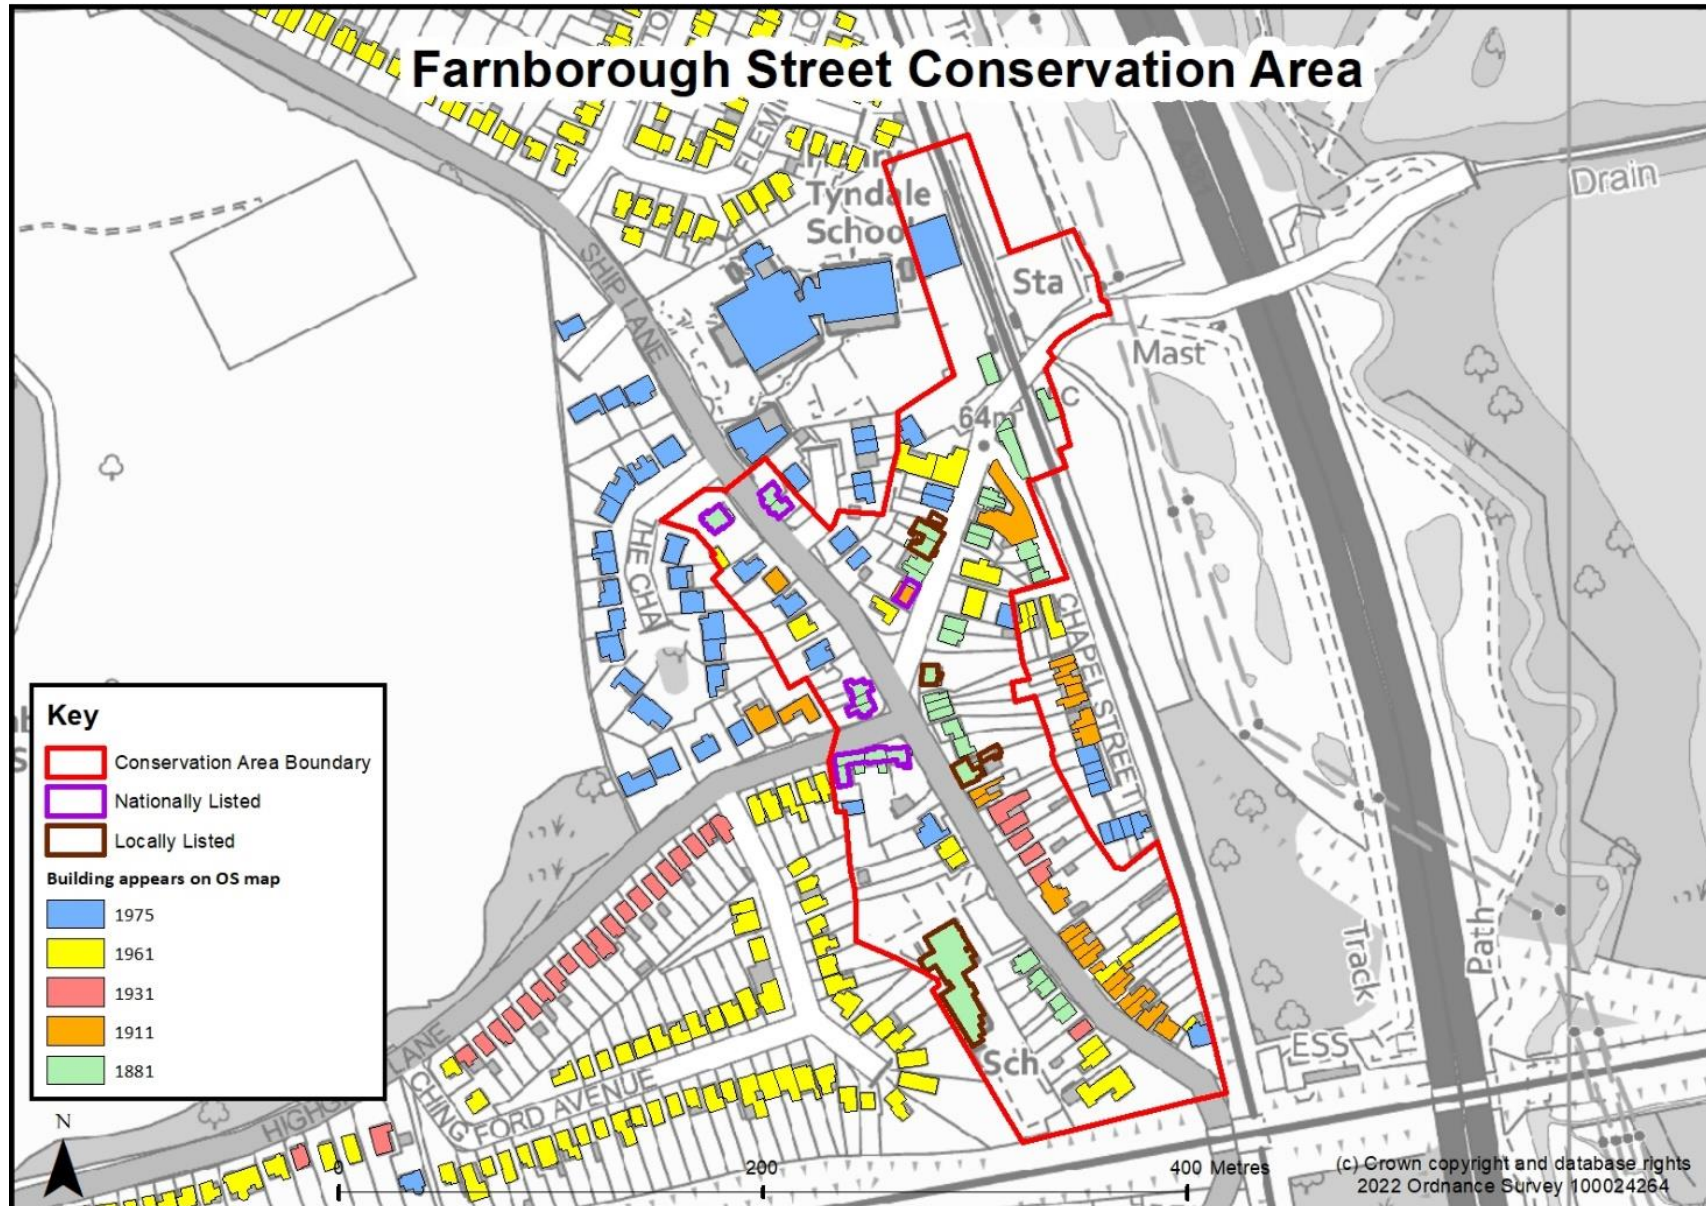 Farnborough Street Conservation Area
Tyndale
School
Drain
SHIP LANE
Sta
Mast
C
64m
CHAPEL STREET
Key
Conservation Area Boundary
Nationally Listed
Locally Listed
Building appears on OS map
1975
1961
1931
1911
1881
Track
Path
ESS
Sch
LANE
FORD AVENUE
N
0
200
400 Metres
(c) Crown copyright and database rights
2022 Ordnance Survey 100024264